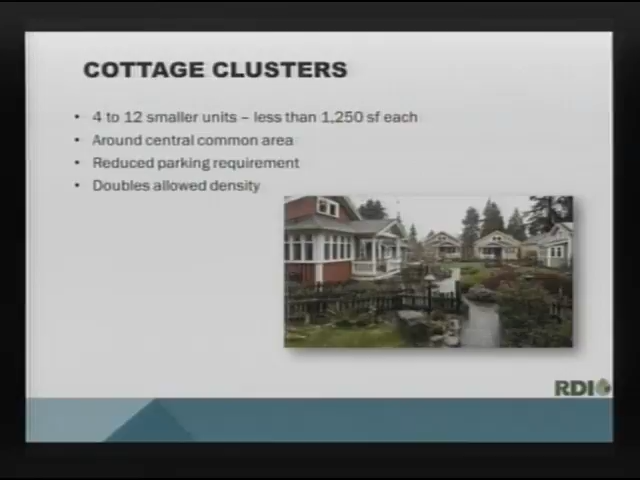 COTTAGE CLUSTERS
• 4 to 12 smaller units – less than 1,250 sf each
• Around central common area
• Reduced parking requirement
• Doubles allowed density
RDI